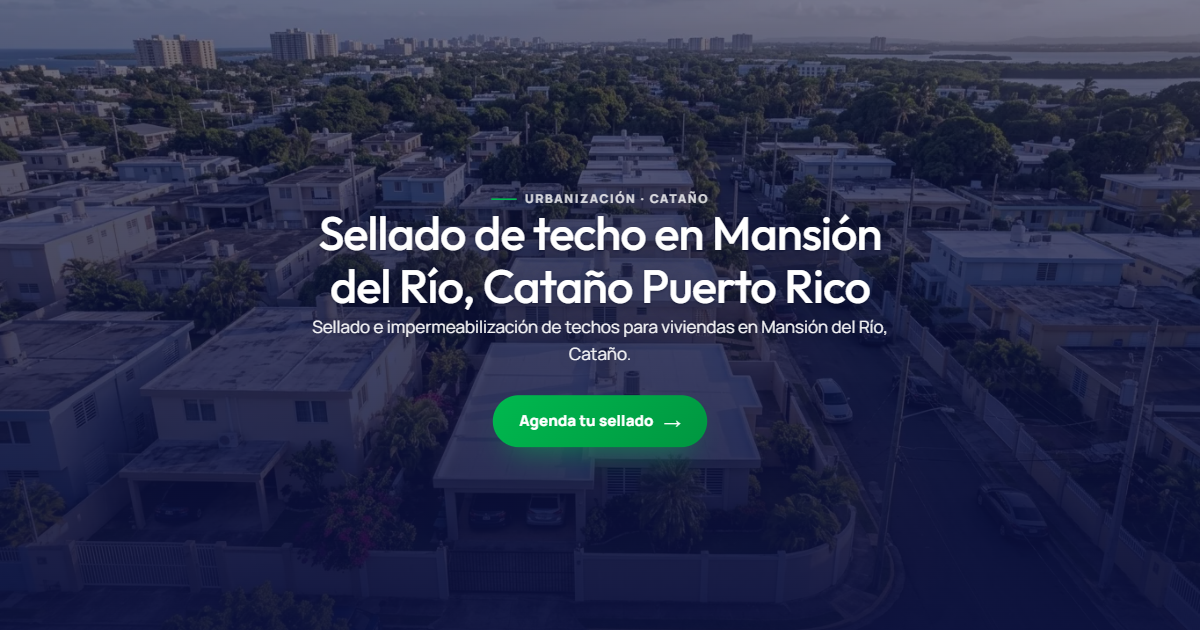 URBANIZACIÓN · CATAÑO
Sellado de techo en Mansión
del Río, Cataño Puerto Rico
Sellado e impermeabilización de techos para viviendas en Mansión del Río,
Cataño.
Agenda tu sellado →